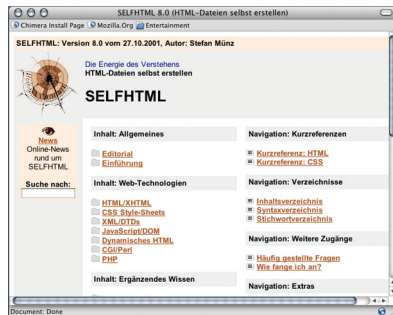 SELFHTML 8.0 (HTML-Dateien selbst erstellen)
Chimera Install Page Mozilla.Org Entertainment
SELFHTML: Version 8.0 vom 27.10.2001, Autor: Stefan Münz
Die Energie des Verstehens
HTML-Dateien selbst erstellen
SELFHTML
News
Online-News
rund um
SELFHTML
Suche nach:
Inhalt: Allgemeines
Editorial
Einführung
Inhalt: Web-Technologien
HTML/XHTML
CSS Style-Sheets
XML/DTDs
JavaScript/DOM
Dynamisches HTML
CGI/Perl
PHP
Inhalt: Ergänzendes Wissen
Navigation: Kurzreferenzen
Kurzreferenz: HTML
Kurzreferenz: CSS
Navigation: Verzeichnisse
Inhaltsverzeichnis
Syntaxverzeichnis
Stichwortverzeichnis
Navigation: Weitere Zugänge
Häufig gestellte Fragen
Wie fange ich an?
Navigation: Extras
Document: Done